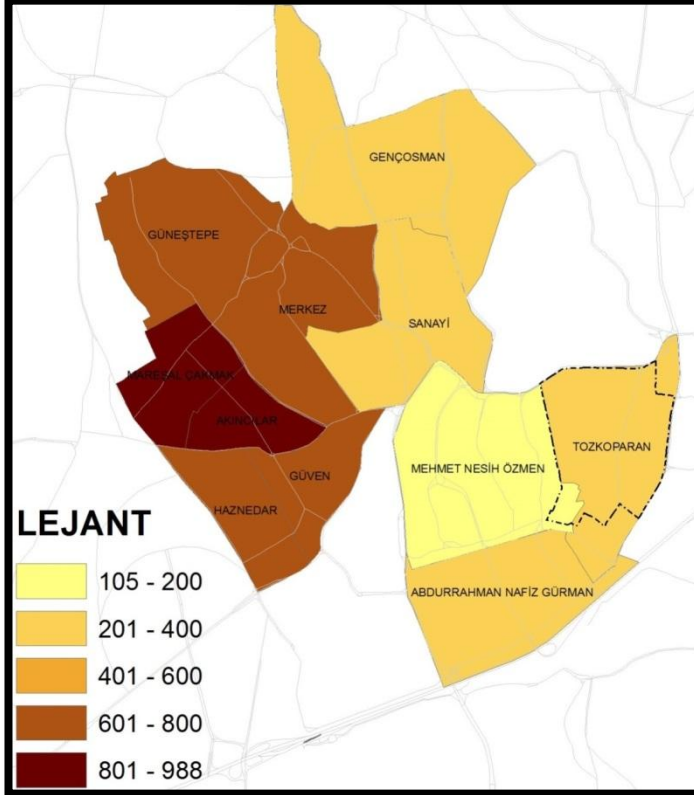 GENÇOSMAN
GÜNEŞTEPE
MERKEZ
SANAYİ
MAREŞAL ÇAKMAK
AKINCILAR
TOZKOPARAN
MEHMET NESİH ÖZMEN
GÜVEN
HAZNEDAR
ABDURRAHMAN NAFİZ GÜRMAN
LEJANT
105 - 200
201 - 400
401 - 600
601 - 800
801 - 988